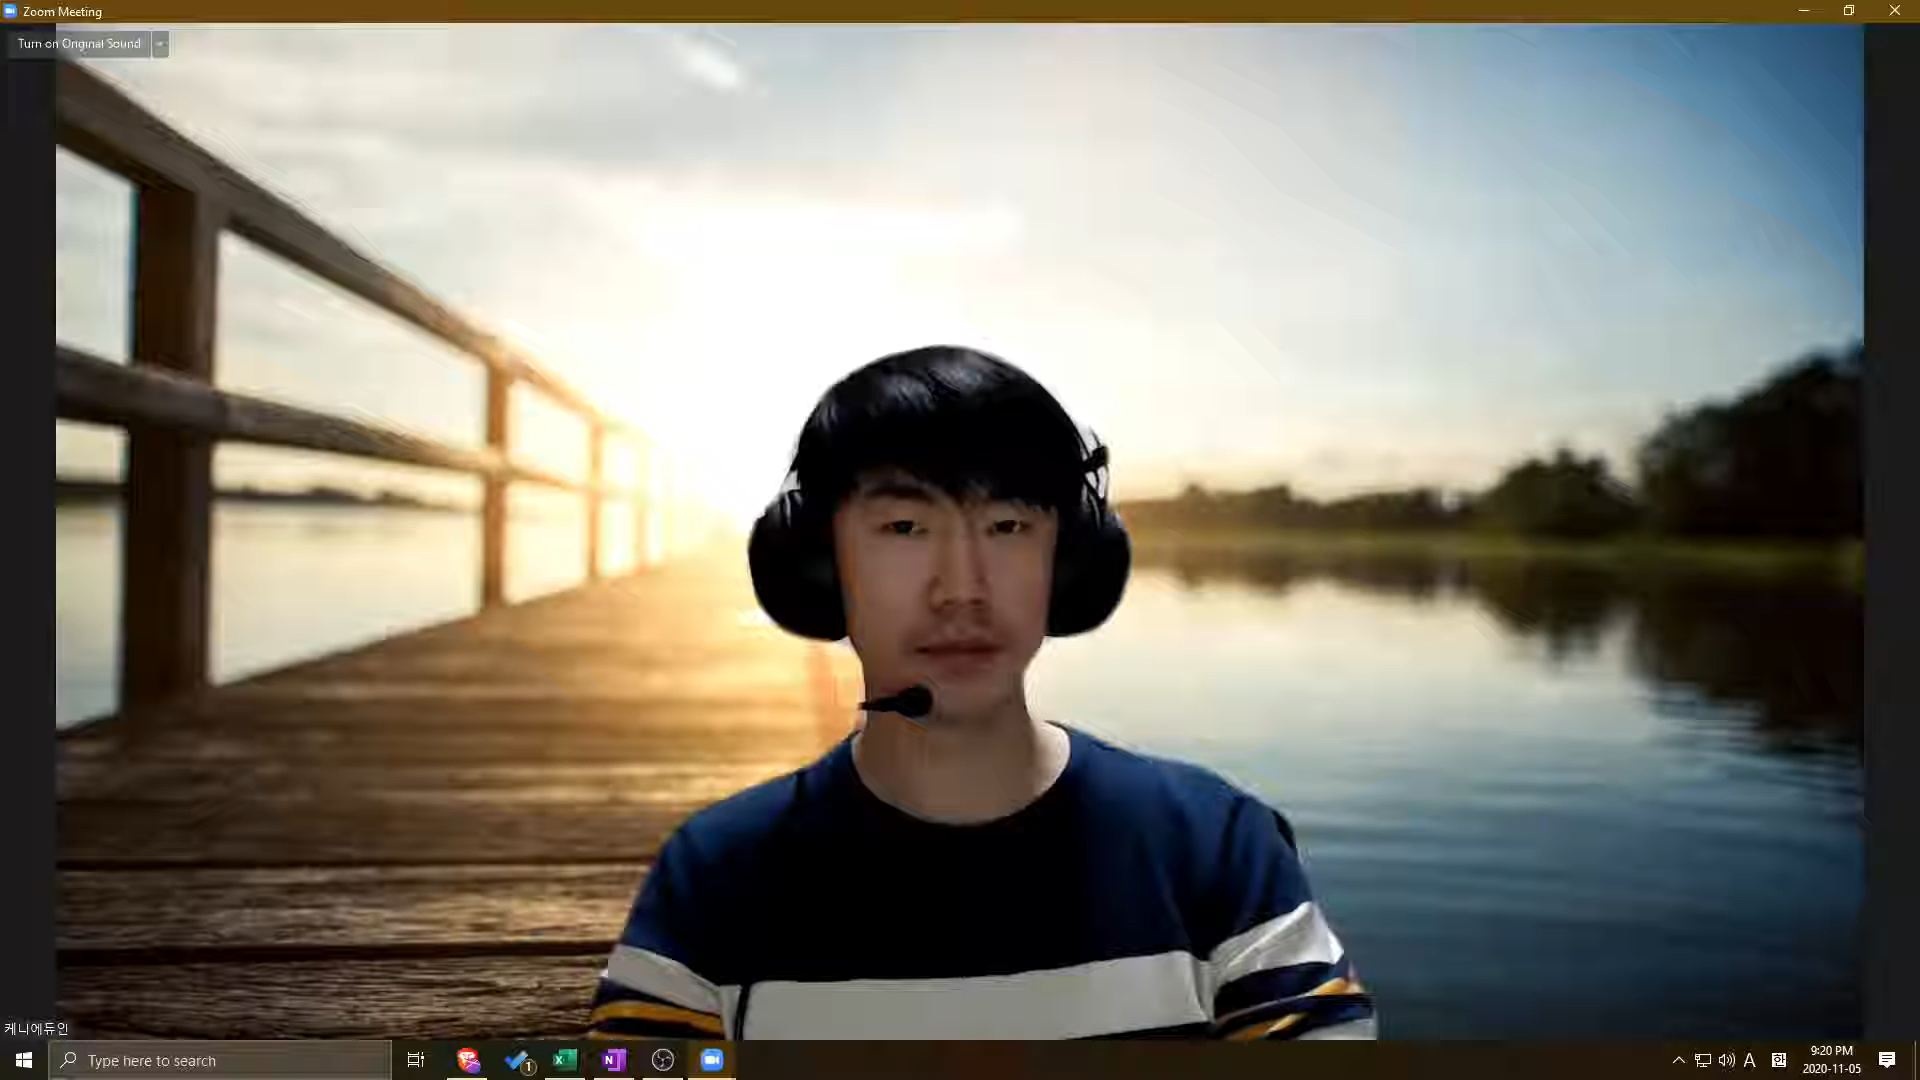 Zoom Meeting
Turn on Original Sound
케니에듀인
Type here to search
1
A
9:20 PM
2020-11-05